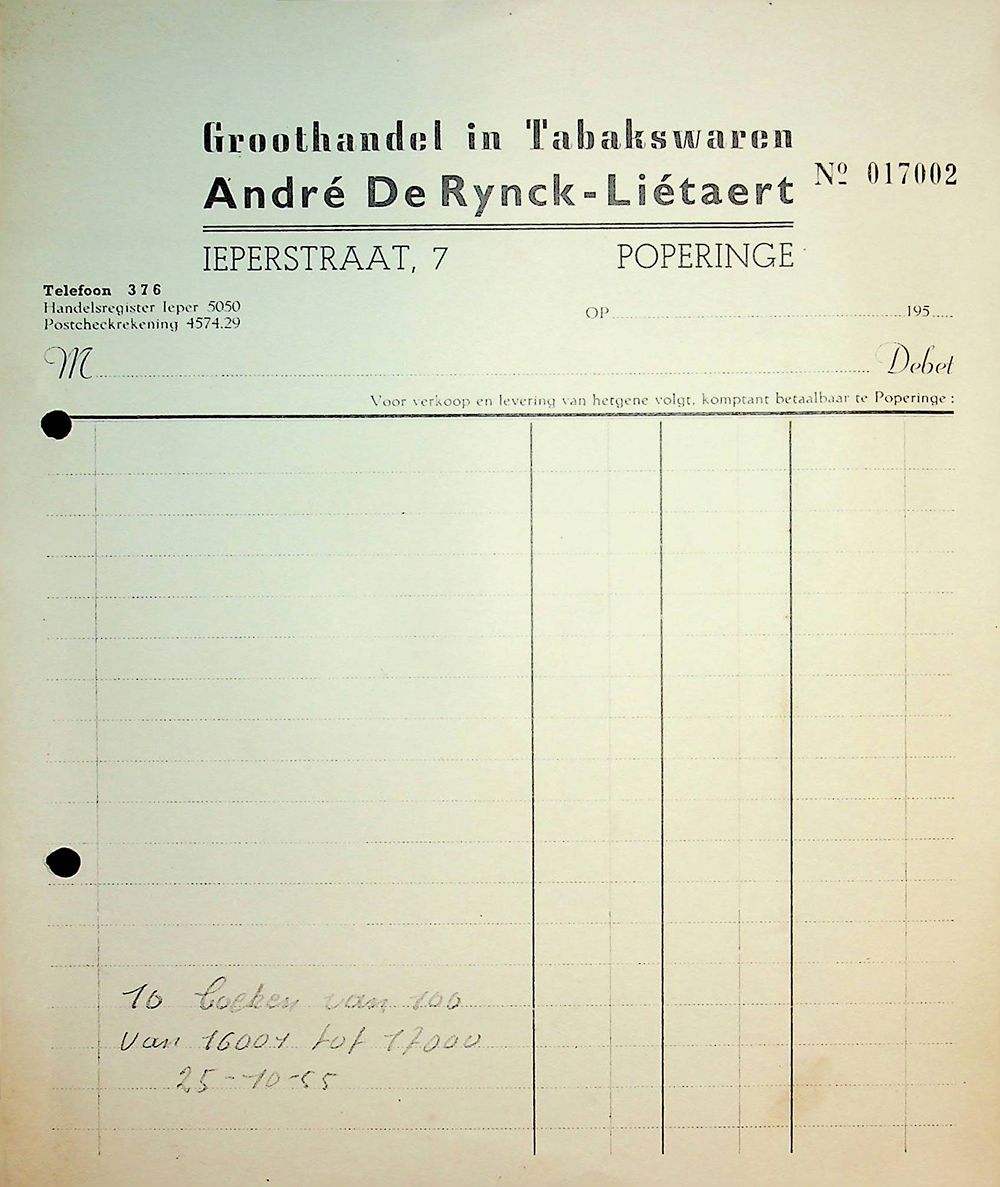 Groothandel in Tabakswaren
André De Rynck-Liétaert
Nº 017002
IEPERSTRAAT, 7 POPERINGE
Telefoon 376
Handelsregister Ieper 5050
Postcheckrekening 4574.29
OP 195
M Debet
Voor verkoop en levering van hetgene volgt, komptant betaalbaar te Poperinge :
10 boeken van 100
Van 16001 tot 17000
25-10-55